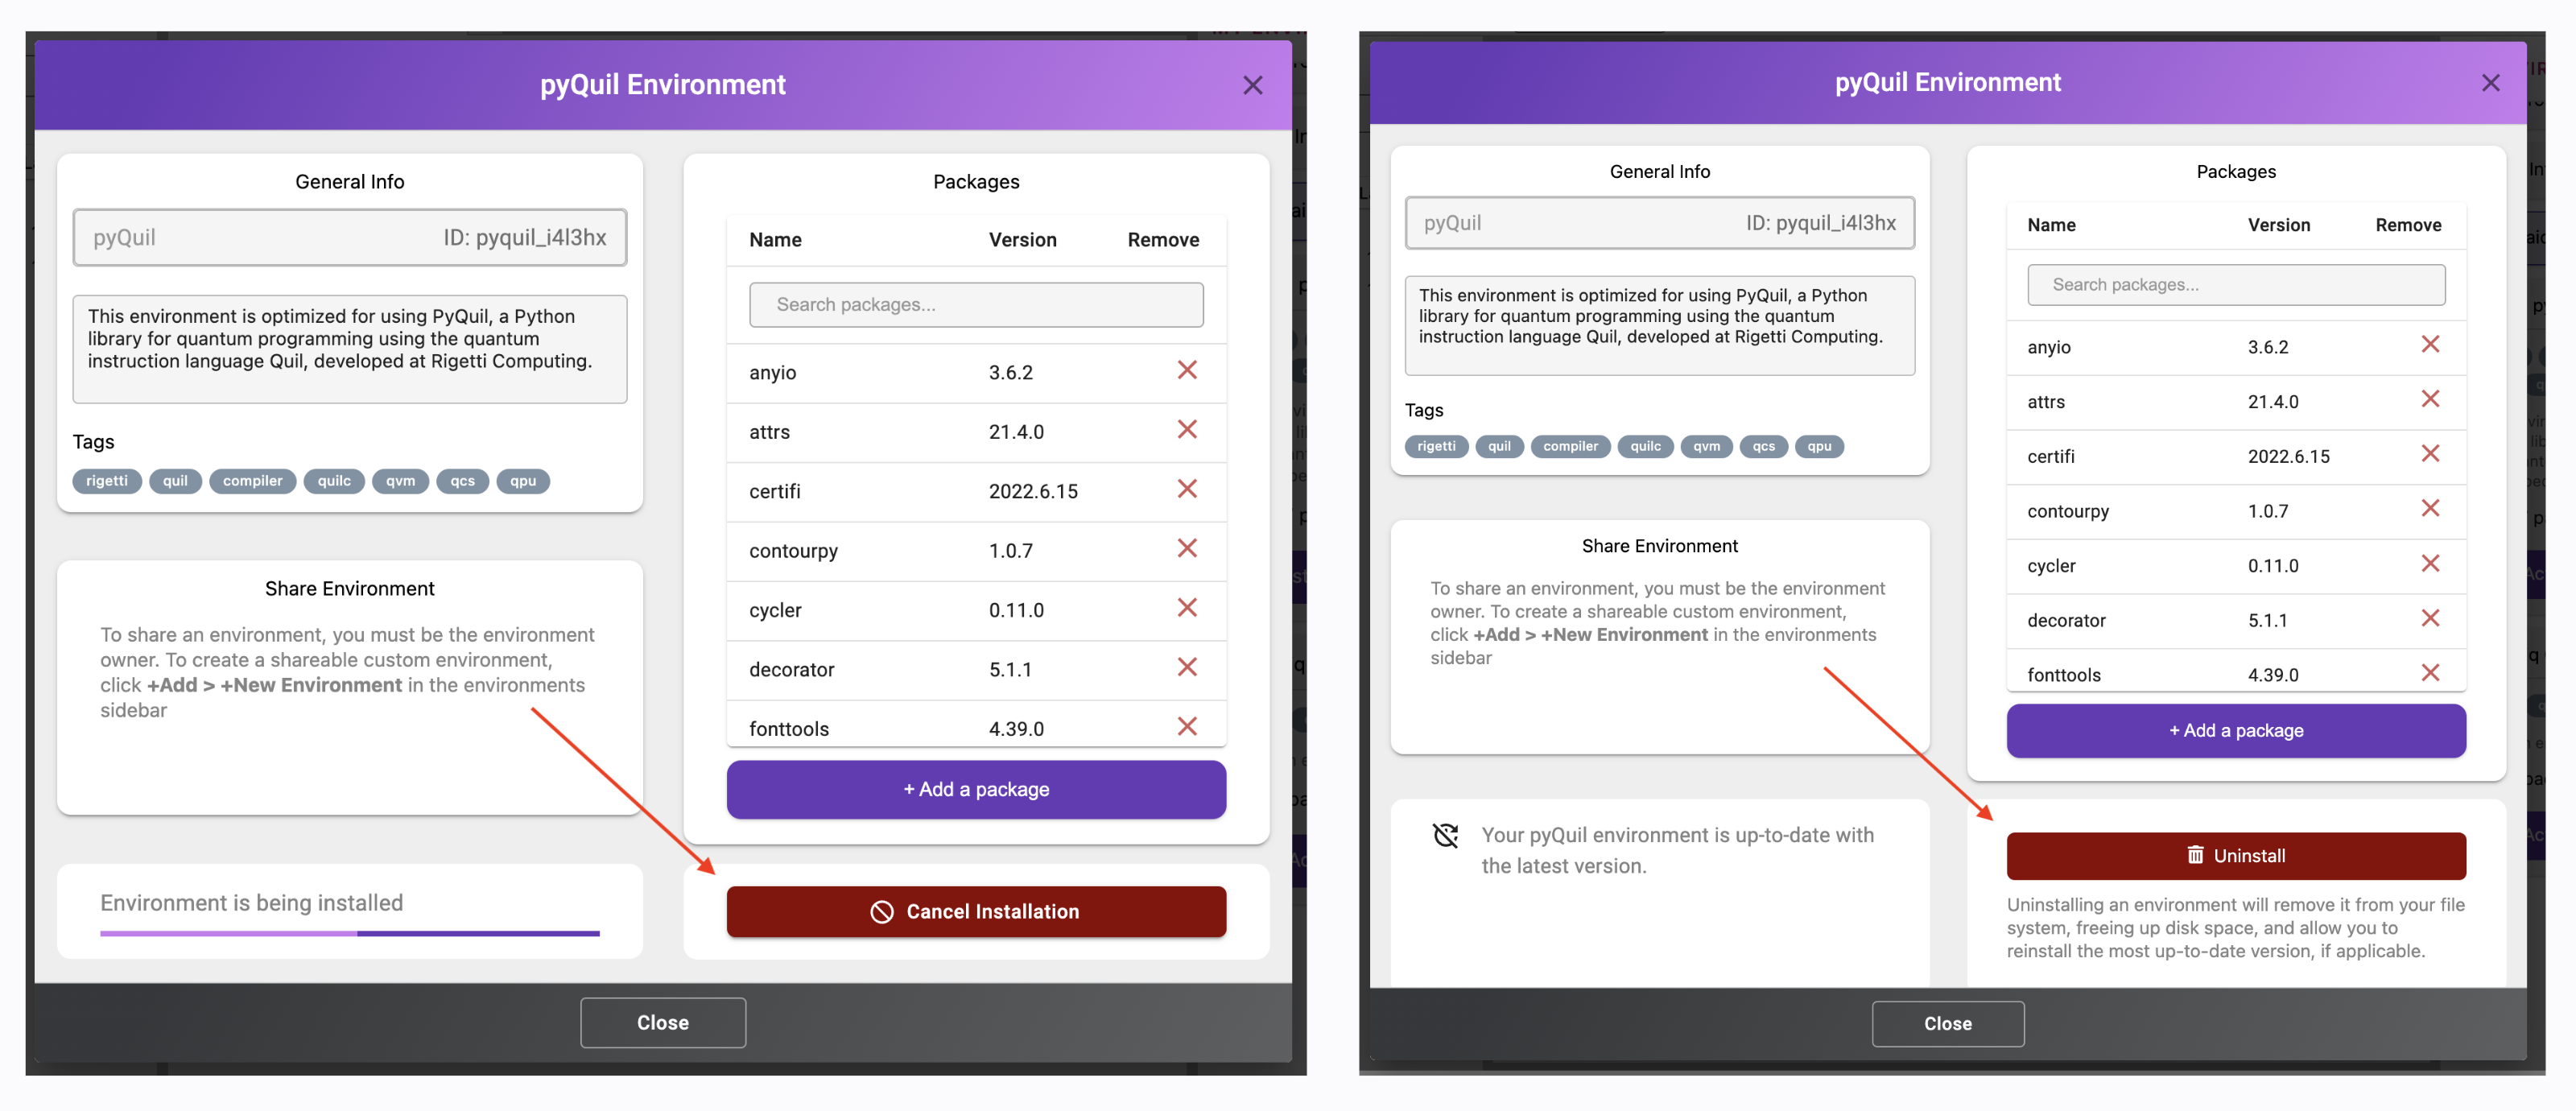 pyQuil Environment
General Info
pyQuil ID: pyquil_i4l3hx
This environment is optimized for using PyQuil, a Python
library for quantum programming using the quantum
instruction language Quil, developed at Rigetti Computing.
Tags
rigetti quil compiler quilc qvm qcs qpu
Share Environment
To share an environment, you must be the environment
owner. To create a shareable custom environment,
click +Add > +New Environment in the environments
sidebar
Environment is being installed
Packages
Name Version Remove
Search packages...
anyio 3.6.2
attrs 21.4.0
certifi 2022.6.15
contourpy 1.0.7
cycler 0.11.0
decorator 5.1.1
fonttools 4.39.0
+ Add a package
Cancel Installation
Close
pyQuil Environment
General Info
pyQuil ID: pyquil_i4l3hx
This environment is optimized for using PyQuil, a Python
library for quantum programming using the quantum
instruction language Quil, developed at Rigetti Computing.
Tags
rigetti quil compiler quilc qvm qcs qpu
Share Environment
To share an environment, you must be the environment
owner. To create a shareable custom environment,
click +Add > +New Environment in the environments
sidebar
Your pyQuil environment is up-to-date with
the latest version.
Packages
Name Version Remove
Search packages...
anyio 3.6.2
attrs 21.4.0
certifi 2022.6.15
contourpy 1.0.7
cycler 0.11.0
decorator 5.1.1
fonttools 4.39.0
+ Add a package
Uninstall
Uninstalling an environment will remove it from your file
system, freeing up disk space, and allow you to
reinstall the most up-to-date version, if applicable.
Close